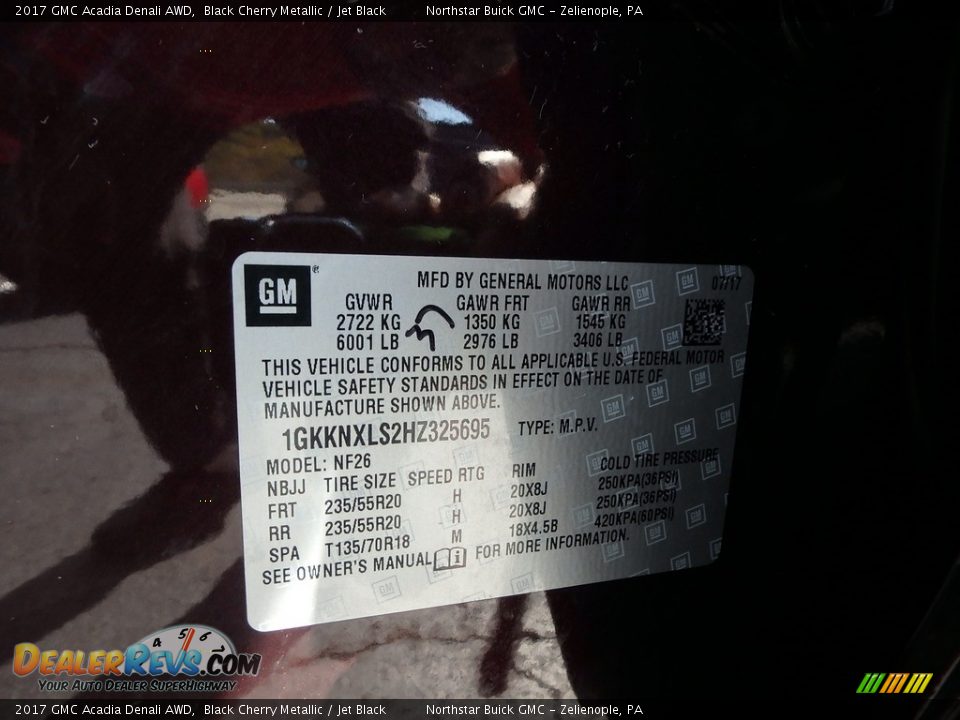 2017 GMC Acadia Denali AWD, Black Cherry Metallic / Jet Black Northstar Buick GMC - Zelienople, PA
GM®
MFD BY GENERAL MOTORS LLC 07/17
GVWR GAWR FRT GAWR RR
2722 KG 1350 KG 1545 KG
6001 LB 2976 LB 3406 LB
THIS VEHICLE CONFORMS TO ALL APPLICABLE U.S. FEDERAL MOTOR
VEHICLE SAFETY STANDARDS IN EFFECT ON THE DATE OF
MANUFACTURE SHOWN ABOVE.
1GKKNXLS2HZ325695 TYPE: M.P.V.
MODEL: NF26
NBJJ TIRE SIZE SPEED RTG RIM COLD TIRE PRESSURE
FRT 235/55R20 H 20X8J 250KPA(36PSI)
RR 235/55R20 H 20X8J 250KPA(36PSI)
SPA T135/70R18 M 18X4.5B 420KPA(60PSI)
SEE OWNER'S MANUAL FOR MORE INFORMATION.
4 5 6
DEALERREVS.COM
Your Auto Dealer SuperHighway
2017 GMC Acadia Denali AWD, Black Cherry Metallic / Jet Black Northstar Buick GMC - Zelienople, PA